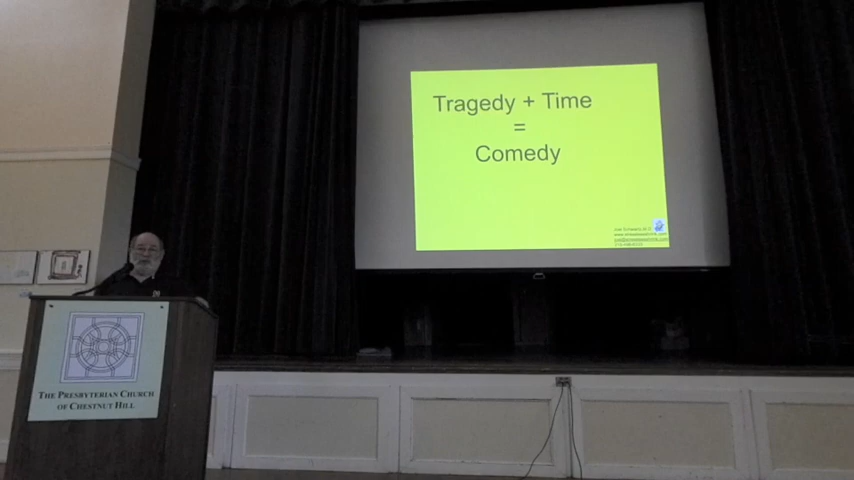 Tragedy + Time
=
Comedy
THE PRESBYTERIAN CHURCH
OF CHESTNUT HILL